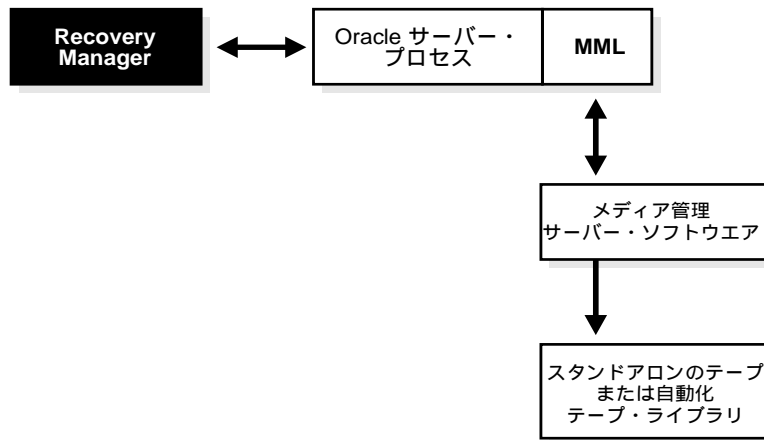 Recovery
Manager
Oracle サーバー・
プロセス
MML
メディア管理
サーバー・ソフトウエア
スタンドアロンのテープ
または自動化
テープ・ライブラリ